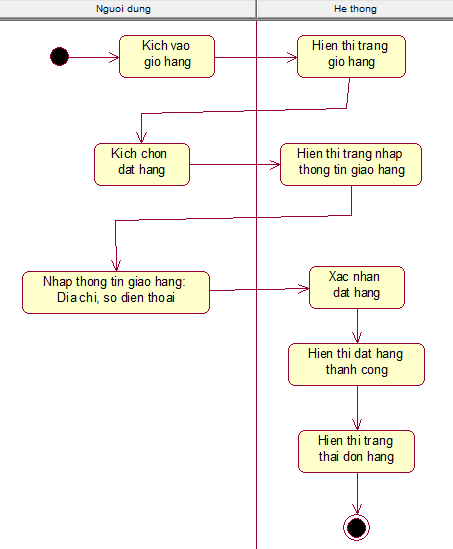 Nguoi dung
He thong
Kich vao
gio hang
Hien thi trang
gio hang
Kich chon
dat hang
Hien thi trang nhap
thong tin giao hang
Nhap thong tin giao hang:
Dia chi, so dien thoai
Xac nhan
dat hang
Hien thi dat hang
thanh cong
Hien thi trang
thai don hang